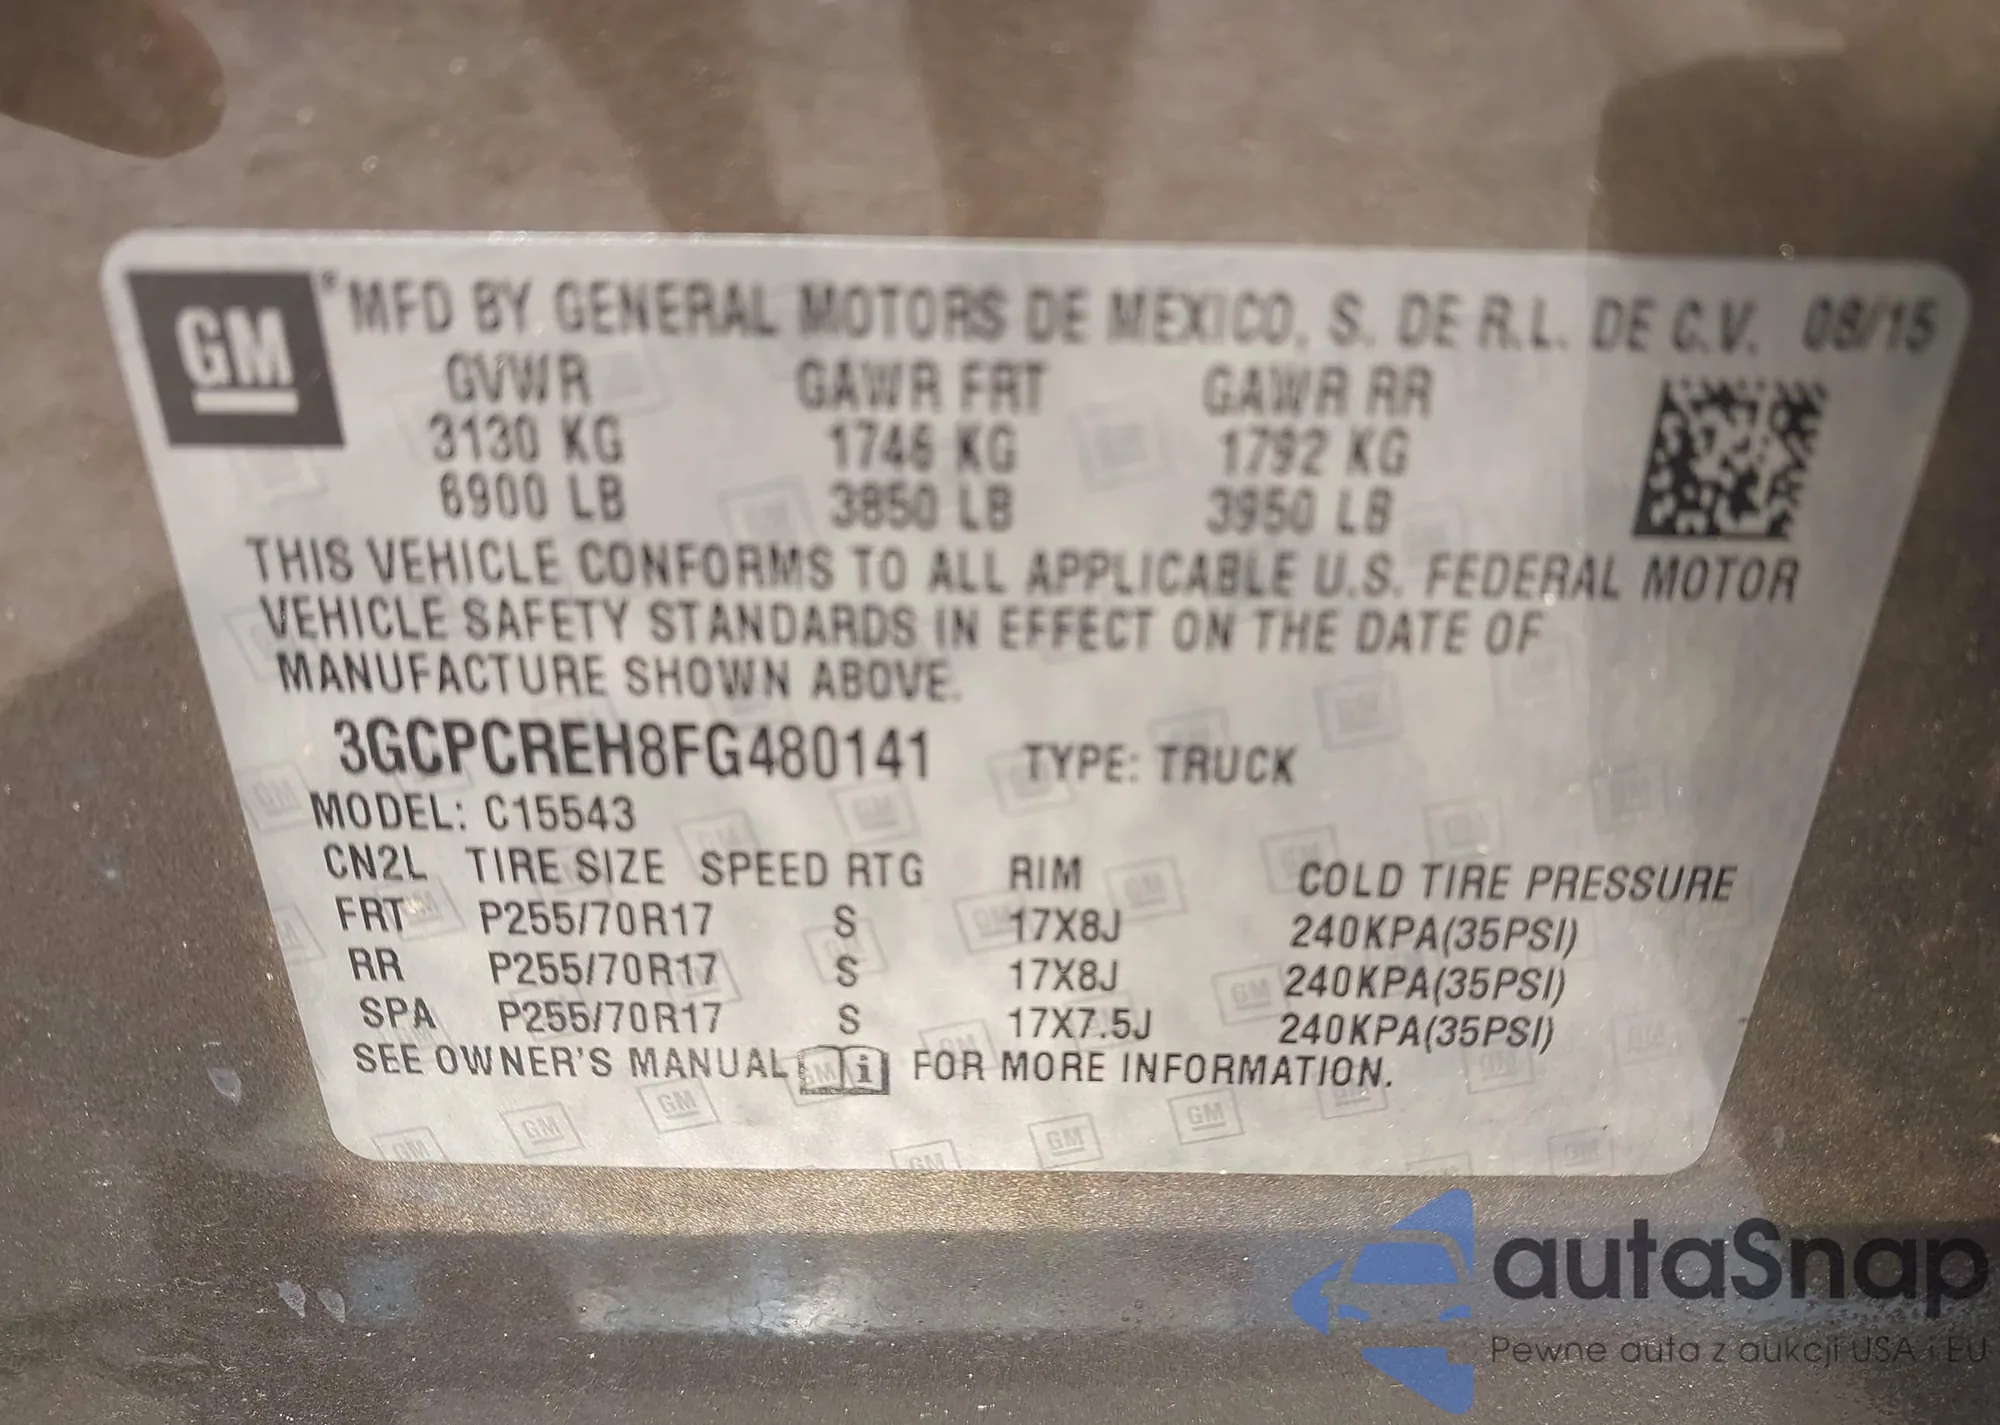 GM ® MFD BY GENERAL MOTORS DE MEXICO, S. DE R.L. DE C.V. 08/15
GVWR GAWR FRT GAWR RR
3130 KG 1746 KG 1792 KG
6900 LB 3850 LB 3950 LB
THIS VEHICLE CONFORMS TO ALL APPLICABLE U.S. FEDERAL MOTOR
VEHICLE SAFETY STANDARDS IN EFFECT ON THE DATE OF
MANUFACTURE SHOWN ABOVE.
3GCPCREH8FG480141 TYPE: TRUCK
MODEL: C15543
CN2L TIRE SIZE SPEED RTG RIM COLD TIRE PRESSURE
FRT P255/70R17 S 17X8J 240KPA(35PSI)
RR P255/70R17 S 17X8J 240KPA(35PSI)
SPA P255/70R17 S 17X7.5J 240KPA(35PSI)
SEE OWNER'S MANUAL i FOR MORE INFORMATION.
autaSnap
Pewne auta z aukcji USA i EU